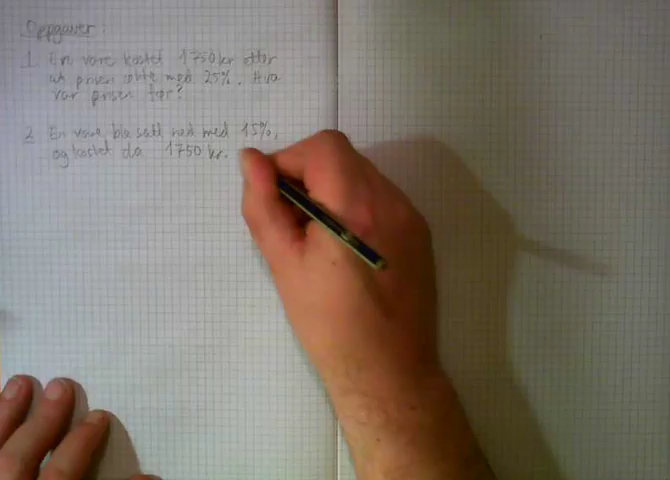 Oppgaver:
1 En vare kostet 1750 kr etter
at prisen økte med 25%. Hva
var prisen før?
2 En vare ble satt ned med 15%,
og kostet da 1750 kr.